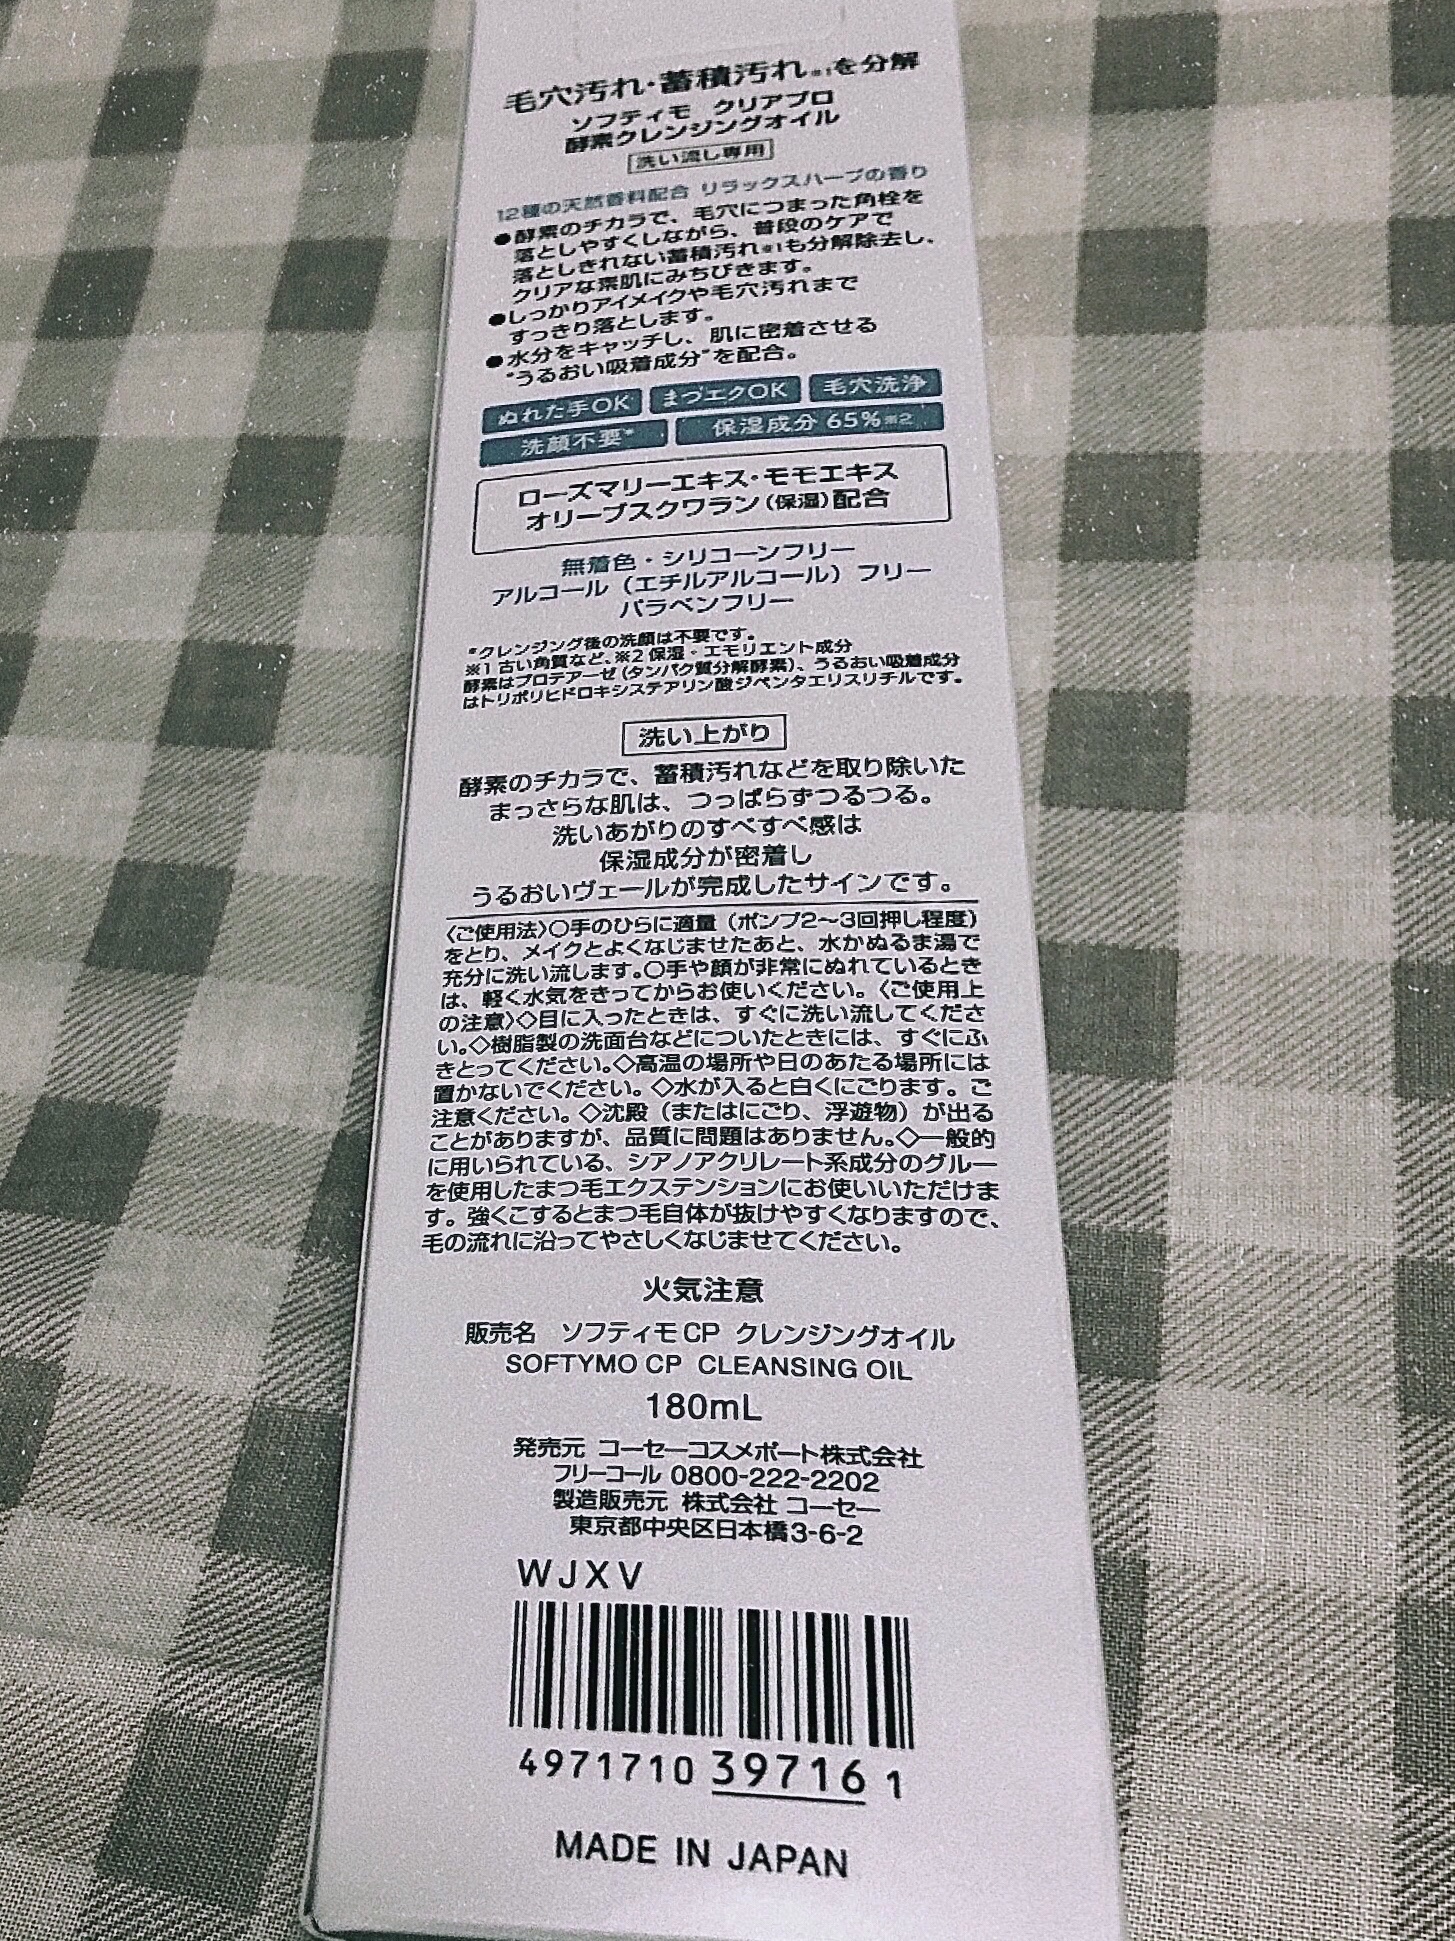 毛穴汚れ・蓄積汚れ※1を分解
ソフティモ クリアプロ
酵素クレンジングオイル
洗い流し専用
12種の天然香料配合 リラックスハーブの香り
●酵素のチカラで、毛穴につまった角栓を
落としやすくしながら、普段のケアで
落としきれない蓄積汚れ※1も分解除去し、
クリアな素肌にみちびきます。
●しっかりアイメイクや毛穴汚れまで
すっきり落とします。
●水分をキャッチし、肌に密着させる
"うるおい吸着成分"を配合。
ぬれた手OK まつエクOK 毛穴洗浄
洗顔不要* 保湿成分 65%※2
ローズマリーエキス・モモエキス
オリーブスクワラン(保湿)配合
無着色・シリコーンフリー
アルコール(エチルアルコール)フリー
パラベンフリー
*クレンジング後の洗顔は不要です。
※1 古い角質など、※2 保湿・エモリエント成分
酵素はプロテアーゼ(タンパク質分解酵素)、うるおい吸着成分
はトリポリヒドロキシステアリン酸ジペンタエリスリチルです。
洗い上がり
酵素のチカラで、蓄積汚れなどを取り除いた
まっさらな肌は、つっぱらずつるつる。
洗いあがりのすべすべ感は
保湿成分が密着し
うるおいヴェールが完成したサインです。
〈ご使用法〉○手のひらに適量(ポンプ2~3回押し程度)
をとり、メイクとよくなじませたあと、水かぬるま湯で
充分に洗い流します。○手や顔が非常にぬれているとき
は、軽く水気をきってからお使いください。〈ご使用上
の注意〉◇目に入ったときは、すぐに洗い流してくださ
い。◇樹脂製の洗面台などについたときには、すぐにふ
きとってください。◇高温の場所や日のあたる場所には
置かないでください。◇水が入ると白くにごります。ご
注意ください。◇沈殿(またはにごり、浮遊物)が出る
ことがありますが、品質に問題はありません。◇一般的
に用いられている、シアノアクリレート系成分のグルー
を使用したまつ毛エクステンションにお使いいただけま
す。強くこするとまつ毛自体が抜けやすくなりますので、
毛の流れに沿ってやさしくなじませてください。
火気注意
販売名 ソフティモCP クレンジングオイル
SOFTYMO CP CLEANSING OIL
180mL
発売元 コーセーコスメポート株式会社
フリーコール 0800-222-2202
製造販売元 株式会社 コーセー
東京都中央区日本橋3-6-2
WJXV
4971710 39716 1
MADE IN JAPAN